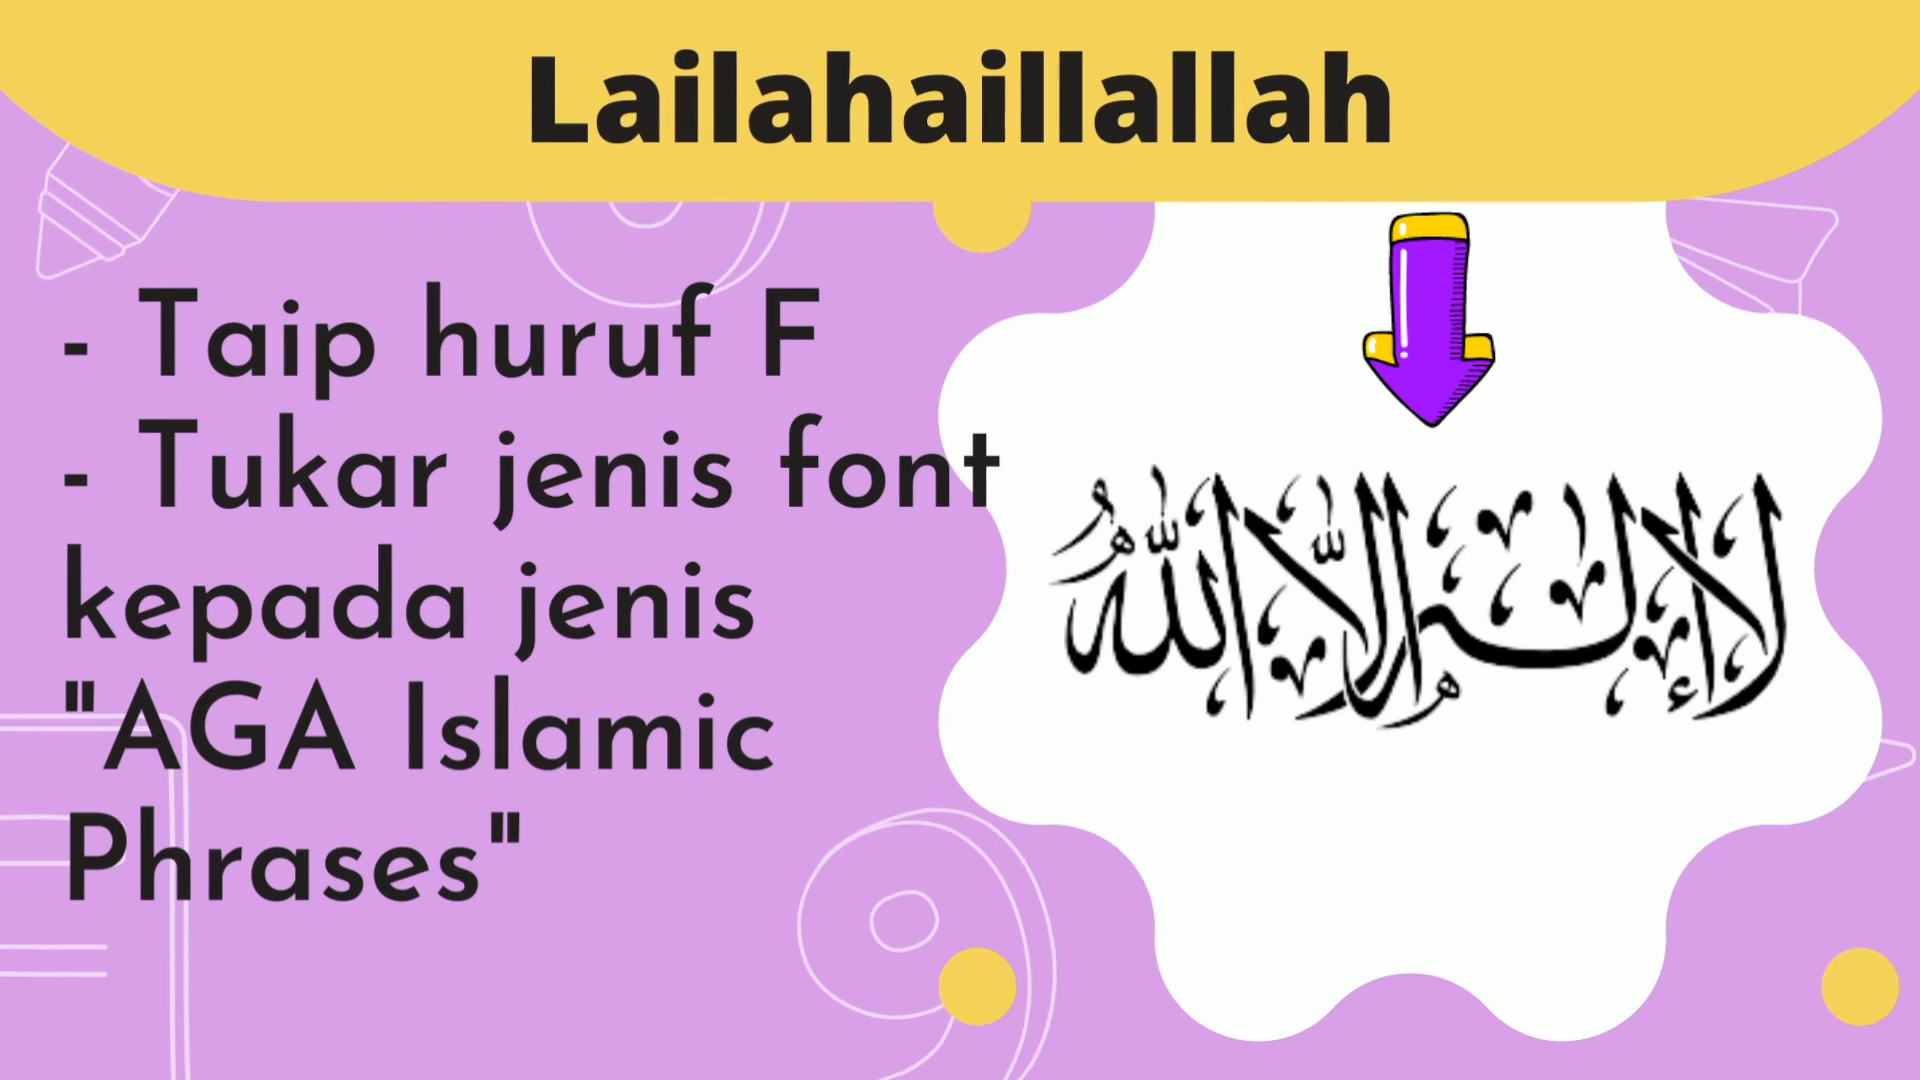 Lailahaillallah
- Taip huruf F
- Tukar jenis font
kepada jenis
"AGA Islamic
Phrases"
لا إله إلا الله